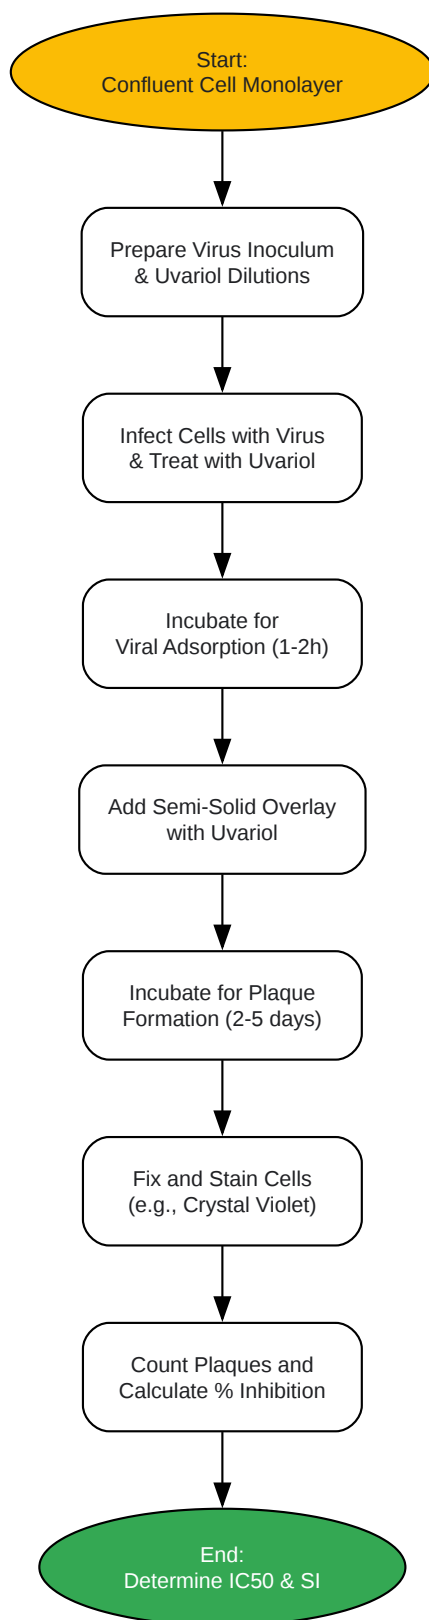 Start:
Confluent Cell Monolayer
Prepare Virus Inoculum
& Uvariol Dilutions
Infect Cells with Virus
& Treat with Uvariol
Incubate for
Viral Adsorption (1-2h)
Add Semi-Solid Overlay
with Uvariol
Incubate for Plaque
Formation (2-5 days)
Fix and Stain Cells
(e.g., Crystal Violet)
Count Plaques and
Calculate % Inhibition
End:
Determine IC50 & SI